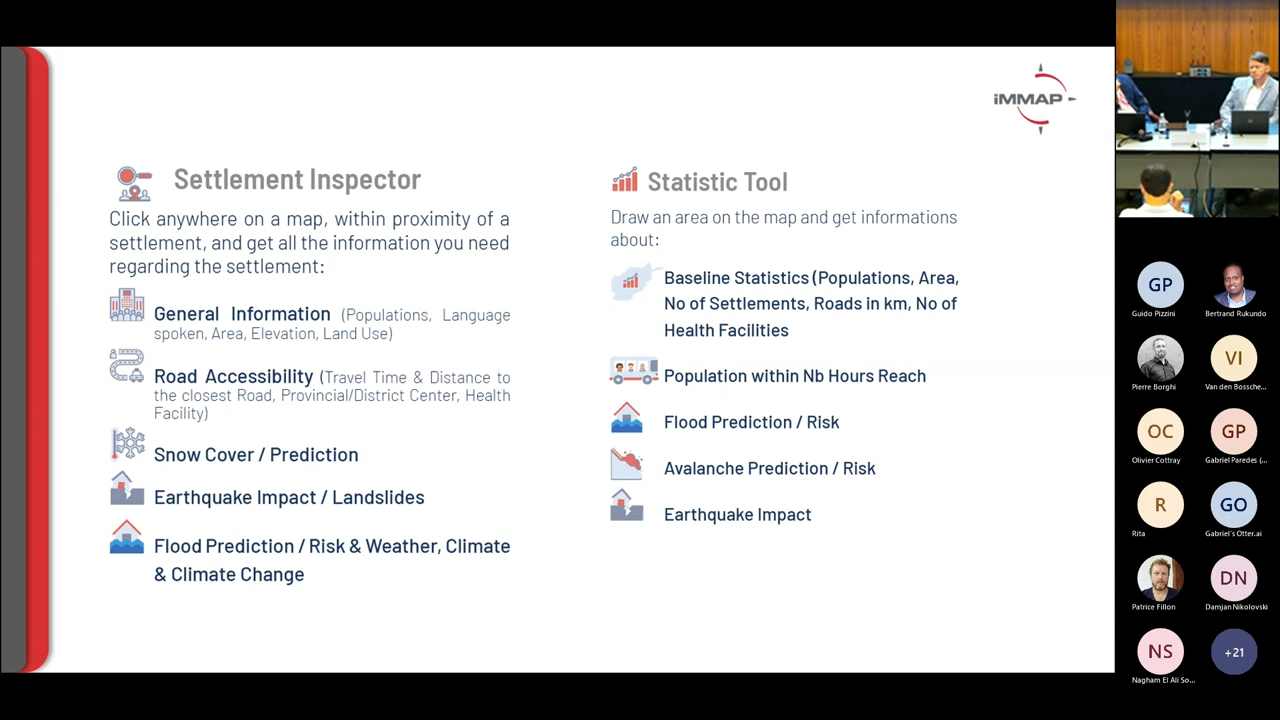 iMMAP
Settlement Inspector
Click anywhere on a map, within proximity of a
settlement, and get all the information you need
regarding the settlement:
General Information (Populations, Language
spoken, Area, Elevation, Land Use)
Road Accessibility (Travel Time & Distance to
the closest Road, Provincial/District Center, Health
Facility)
Snow Cover / Prediction
Earthquake Impact / Landslides
Flood Prediction / Risk & Weather, Climate
& Climate Change
Statistic Tool
Draw an area on the map and get informations
about:
Baseline Statistics (Populations, Area,
No of Settlements, Roads in km, No of
Health Facilities
Population within Nb Hours Reach
Flood Prediction / Risk
Avalanche Prediction / Risk
Earthquake Impact
GP
Guido Pizzini
Bertrand Rukundo
Pierre Borghi
VI
Van den Bossche...
OC
Olivier Cottray
GP
Gabriel Paredes (...
R
Rita
GO
Gabriel's Otter.ai
Patrice Fillon
DN
Damjan Nikolovski
NS
Nagham El Ali So...
+21